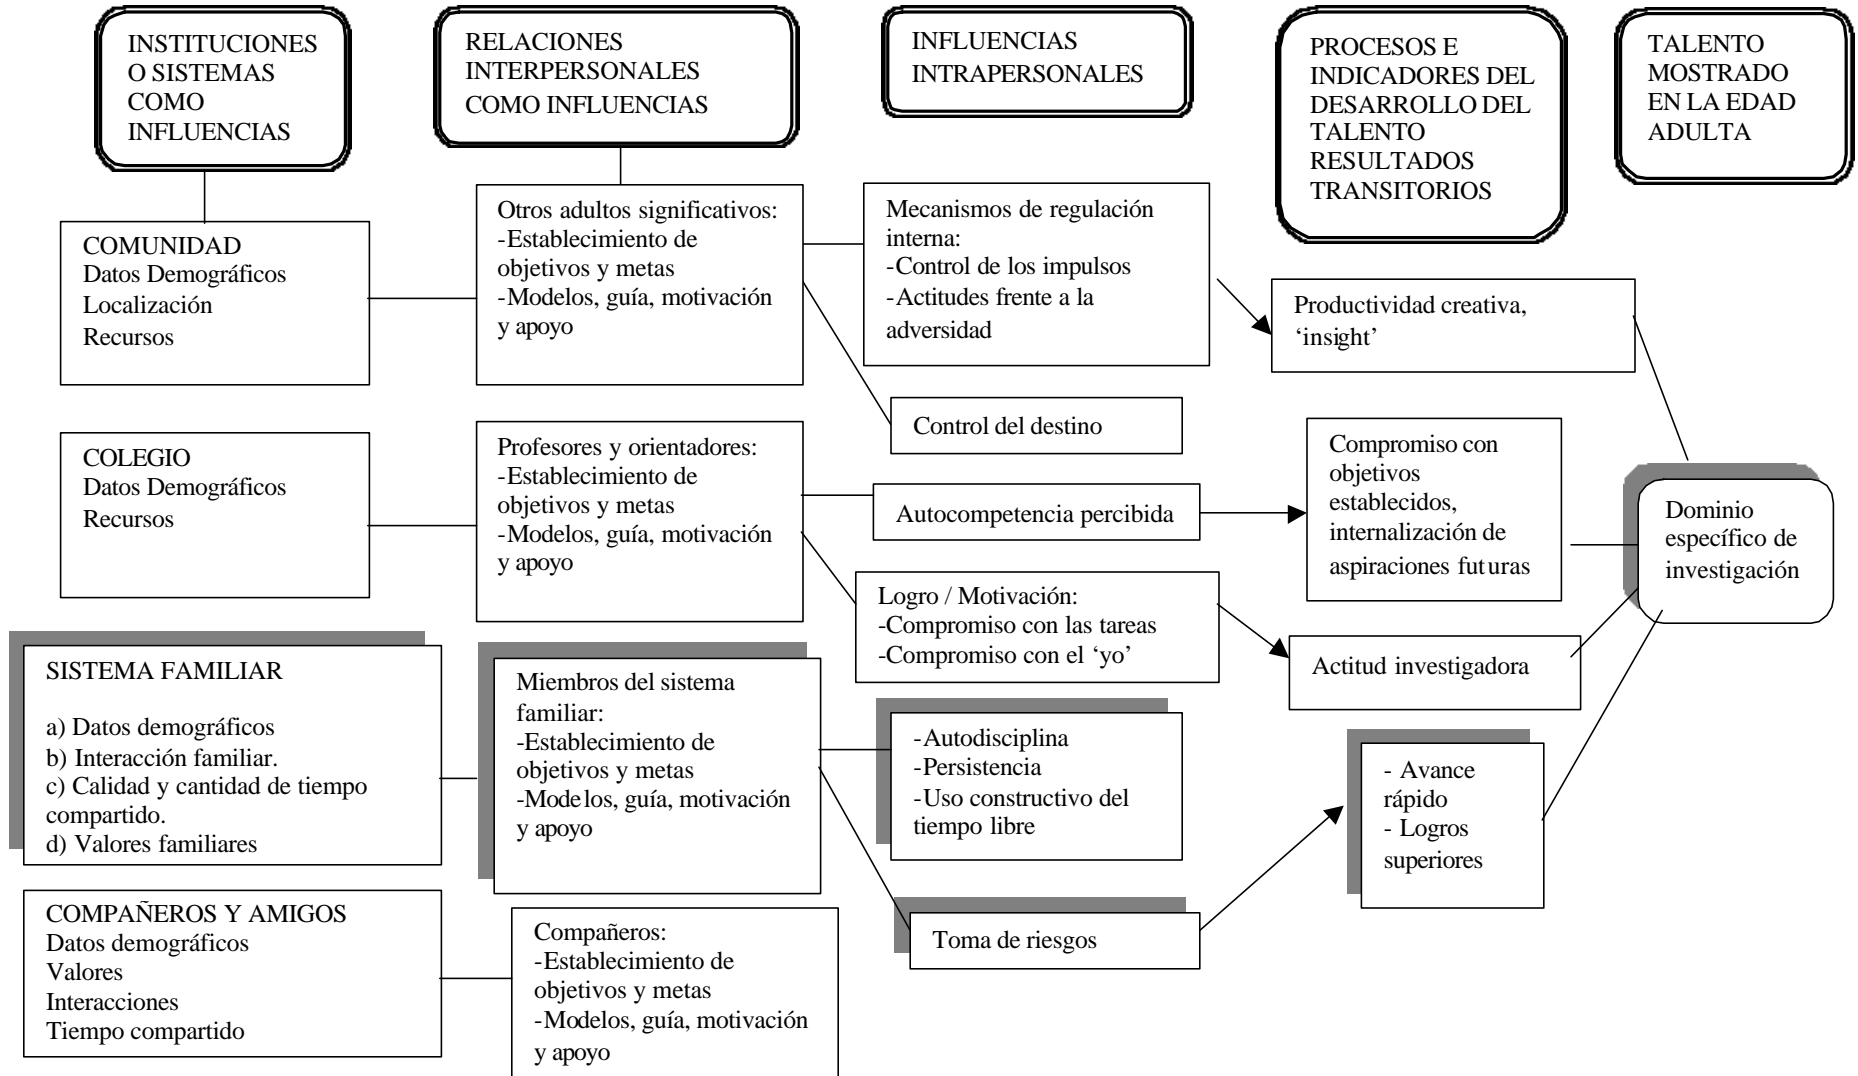 INSTITUCIONES
O SISTEMAS
COMO
INFLUENCIAS
RELACIONES
INTERPERSONALES
COMO INFLUENCIAS
INFLUENCIAS
INTRAPERSONALES
PROCESOS E
INDICADORES DEL
DESARROLLO DEL
TALENTO
RESULTADOS
TRANSITORIOS
TALENTO
MOSTRADO
EN LA EDAD
ADULTA
COMUNIDAD
Datos Demográficos
Localización
Recursos
Otros adultos significativos:
-Establecimiento de
objetivos y metas
-Modelos, guía, motivación
y apoyo
Mecanismos de regulación
interna:
-Control de los impulsos
-Actitudes frente a la
adversidad
Productividad creativa,
‘insight’
Control del destino
COLEGIO
Datos Demográficos
Recursos
Profesores y orientadores:
-Establecimiento de
objetivos y metas
-Modelos, guía, motivación
y apoyo
Autocompetencia percibida
Compromiso con
objetivos
establecidos,
internalización de
aspiraciones futuras
Dominio
específico de
investigación
Logro / Motivación:
-Compromiso con las tareas
-Compromiso con el ‘yo’
Actitud investigadora
SISTEMA FAMILIAR
a) Datos demográficos
b) Interacción familiar.
c) Calidad y cantidad de tiempo
compartido.
d) Valores familiares
Miembros del sistema
familiar:
-Establecimiento de
objetivos y metas
-Modelos, guía, motivación
y apoyo
-Autodisciplina
-Persistencia
-Uso constructivo del
tiempo libre
- Avance
rápido
- Logros
superiores
Toma de riesgos
COMPAÑEROS Y AMIGOS
Datos demográficos
Valores
Interacciones
Tiempo compartido
Compañeros:
-Establecimiento de
objetivos y metas
-Modelos, guía, motivación
y apoyo